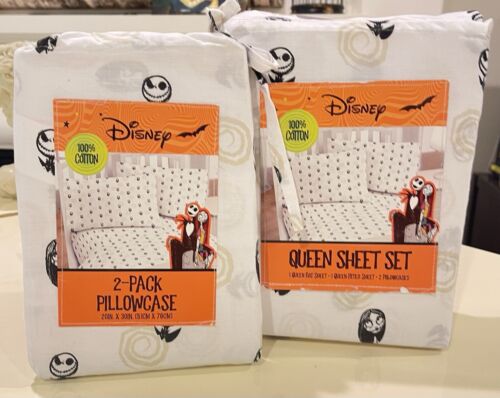 Disney
100%
COTTON
2-PACK
PILLOWCASE
20IN. X 30IN. (51CM X 76CM)
Disney
100%
COTTON
QUEEN SHEET SET
1 QUEEN FLAT SHEET • 1 QUEEN FITTED SHEET • 2 PILLOWCASES